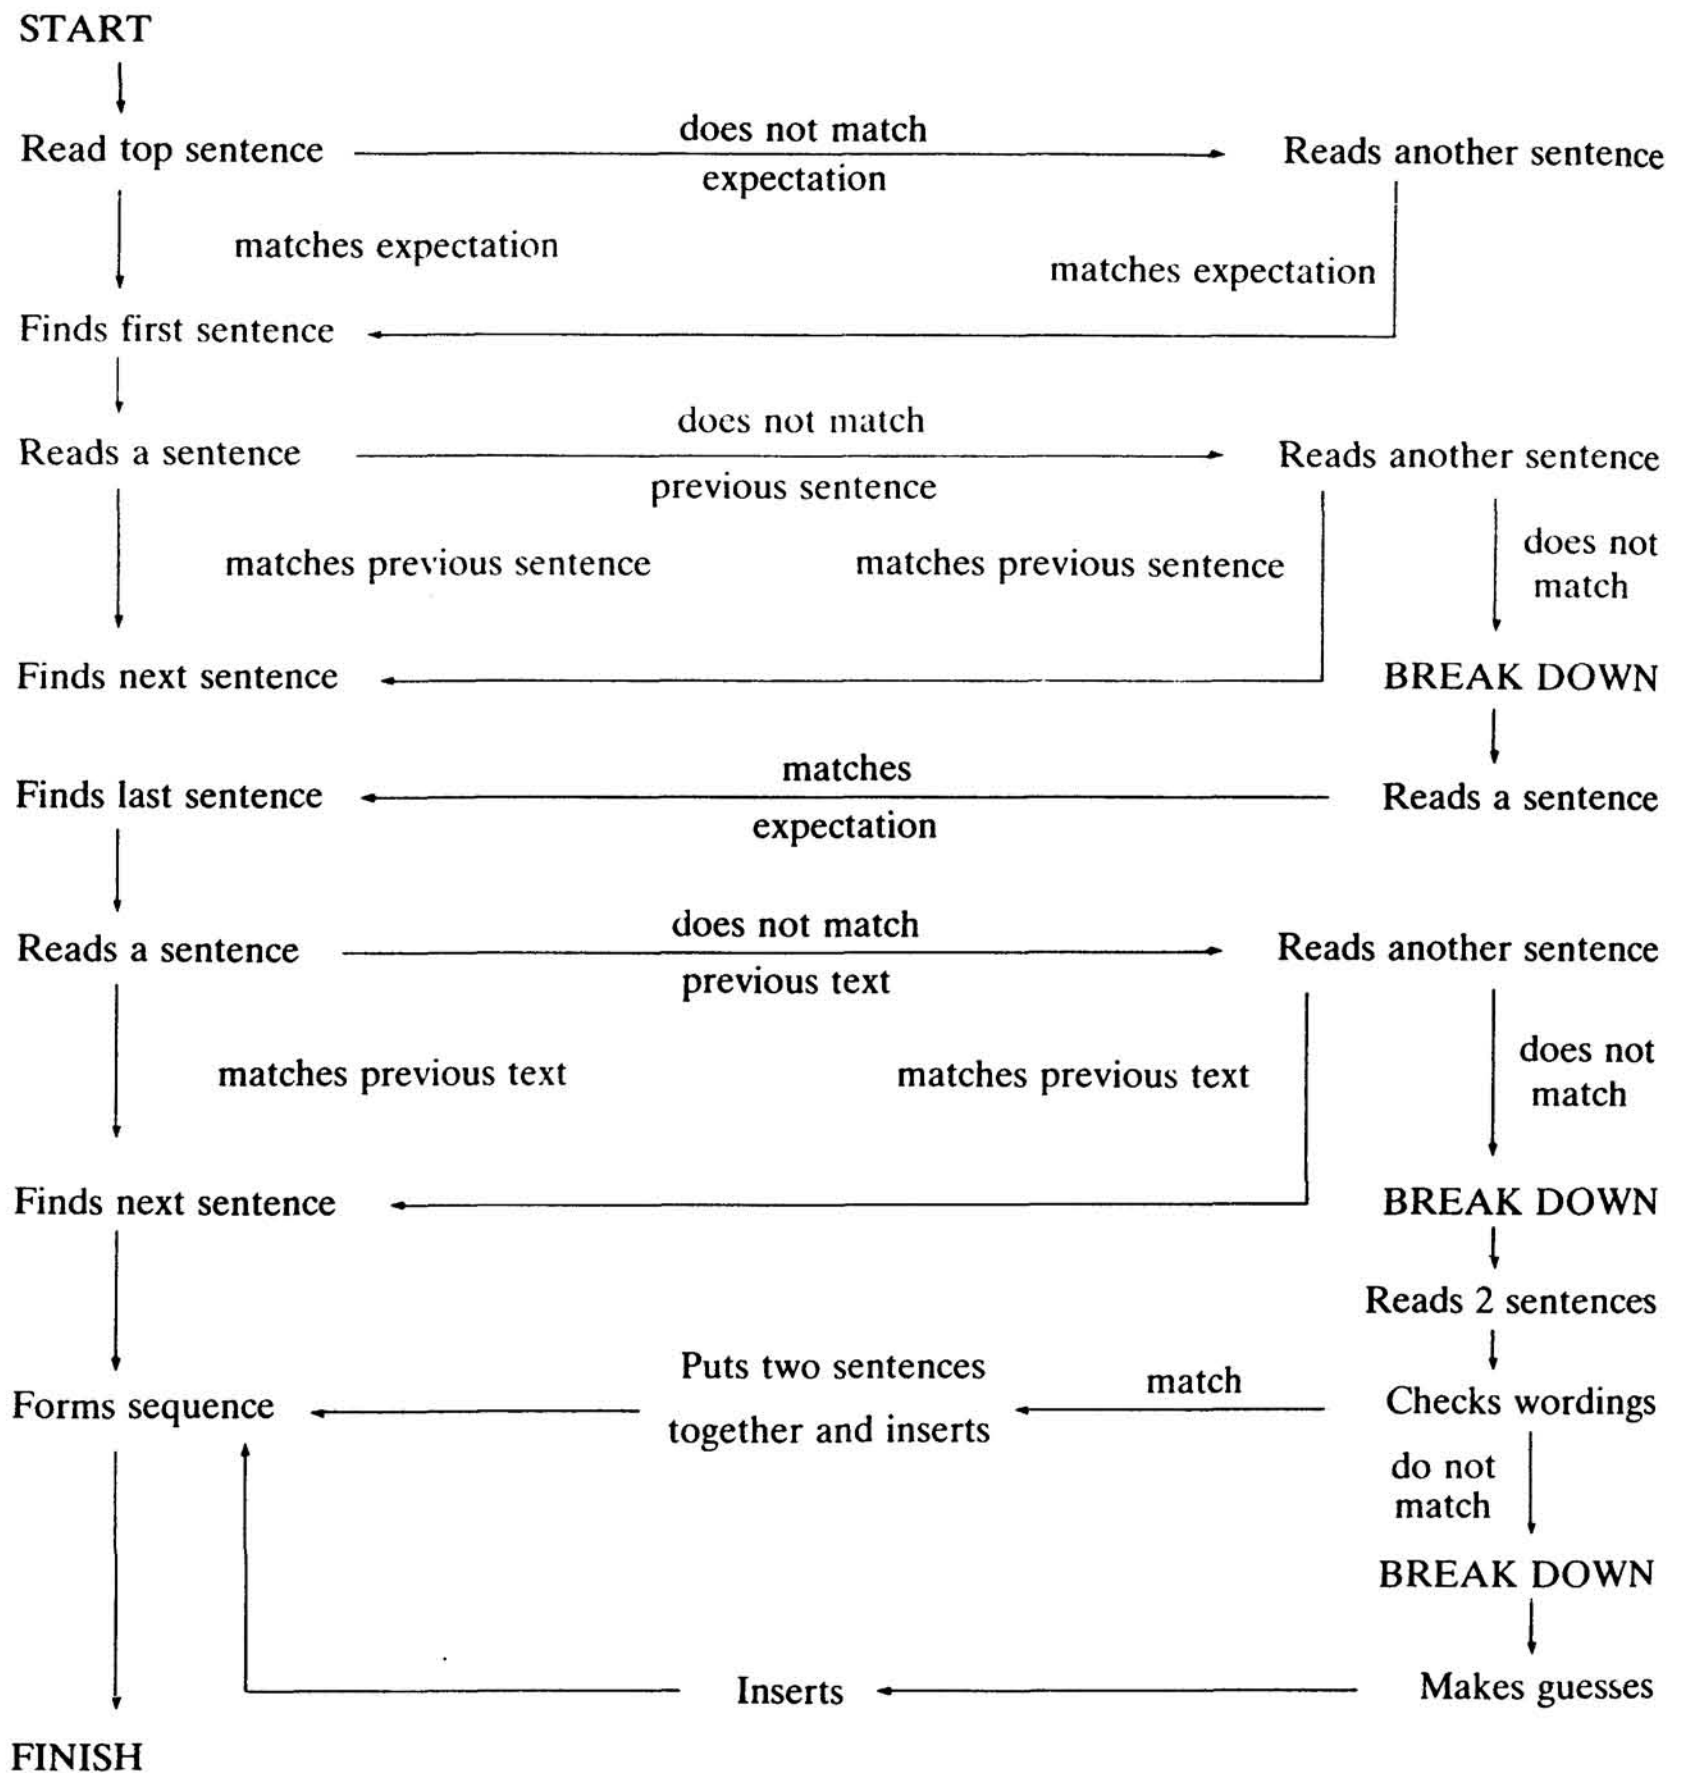 START
does not match
Read top sentence
Reads another sentence
expectation
matches expectation
matches expectation
Finds first sentence
does not match
Reads a sentence
Reads another sentence
previous sentence
does not
match
matches previous sentence
matches previous sentence
Finds next sentence
BREAK DOWN
matches
Finds last sentence
Reads a sentence
expectation
does not match
Reads a sentence
Reads another sentence
previous text
does not
match
matches previous text
matches previous text
Finds next sentence
BREAK DOWN
Reads 2 sentences
Puts two sentences
together and inserts
match
Forms sequence
Checks wordings
do not
match
BREAK DOWN
Inserts
Makes guesses
FINISH